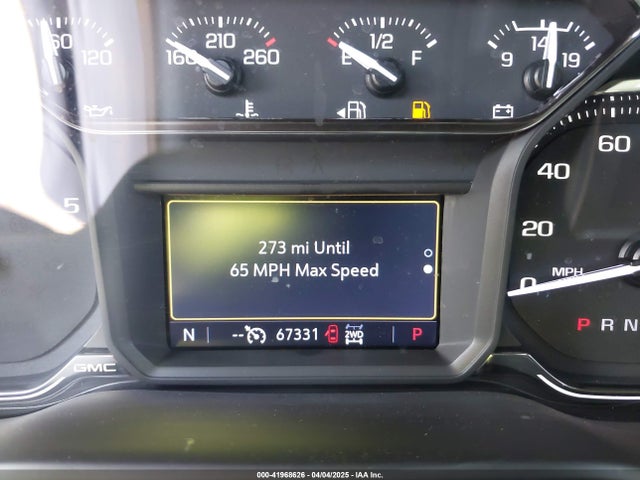 60 120
160 210 260
E 1/2 F
9 14 19
5
273 mi Until
65 MPH Max Speed
N -- 67331 2WD P
GMC
0 20 40 60
MPH
P R N
000-41968626 - 04/04/2025 - IAA Inc.